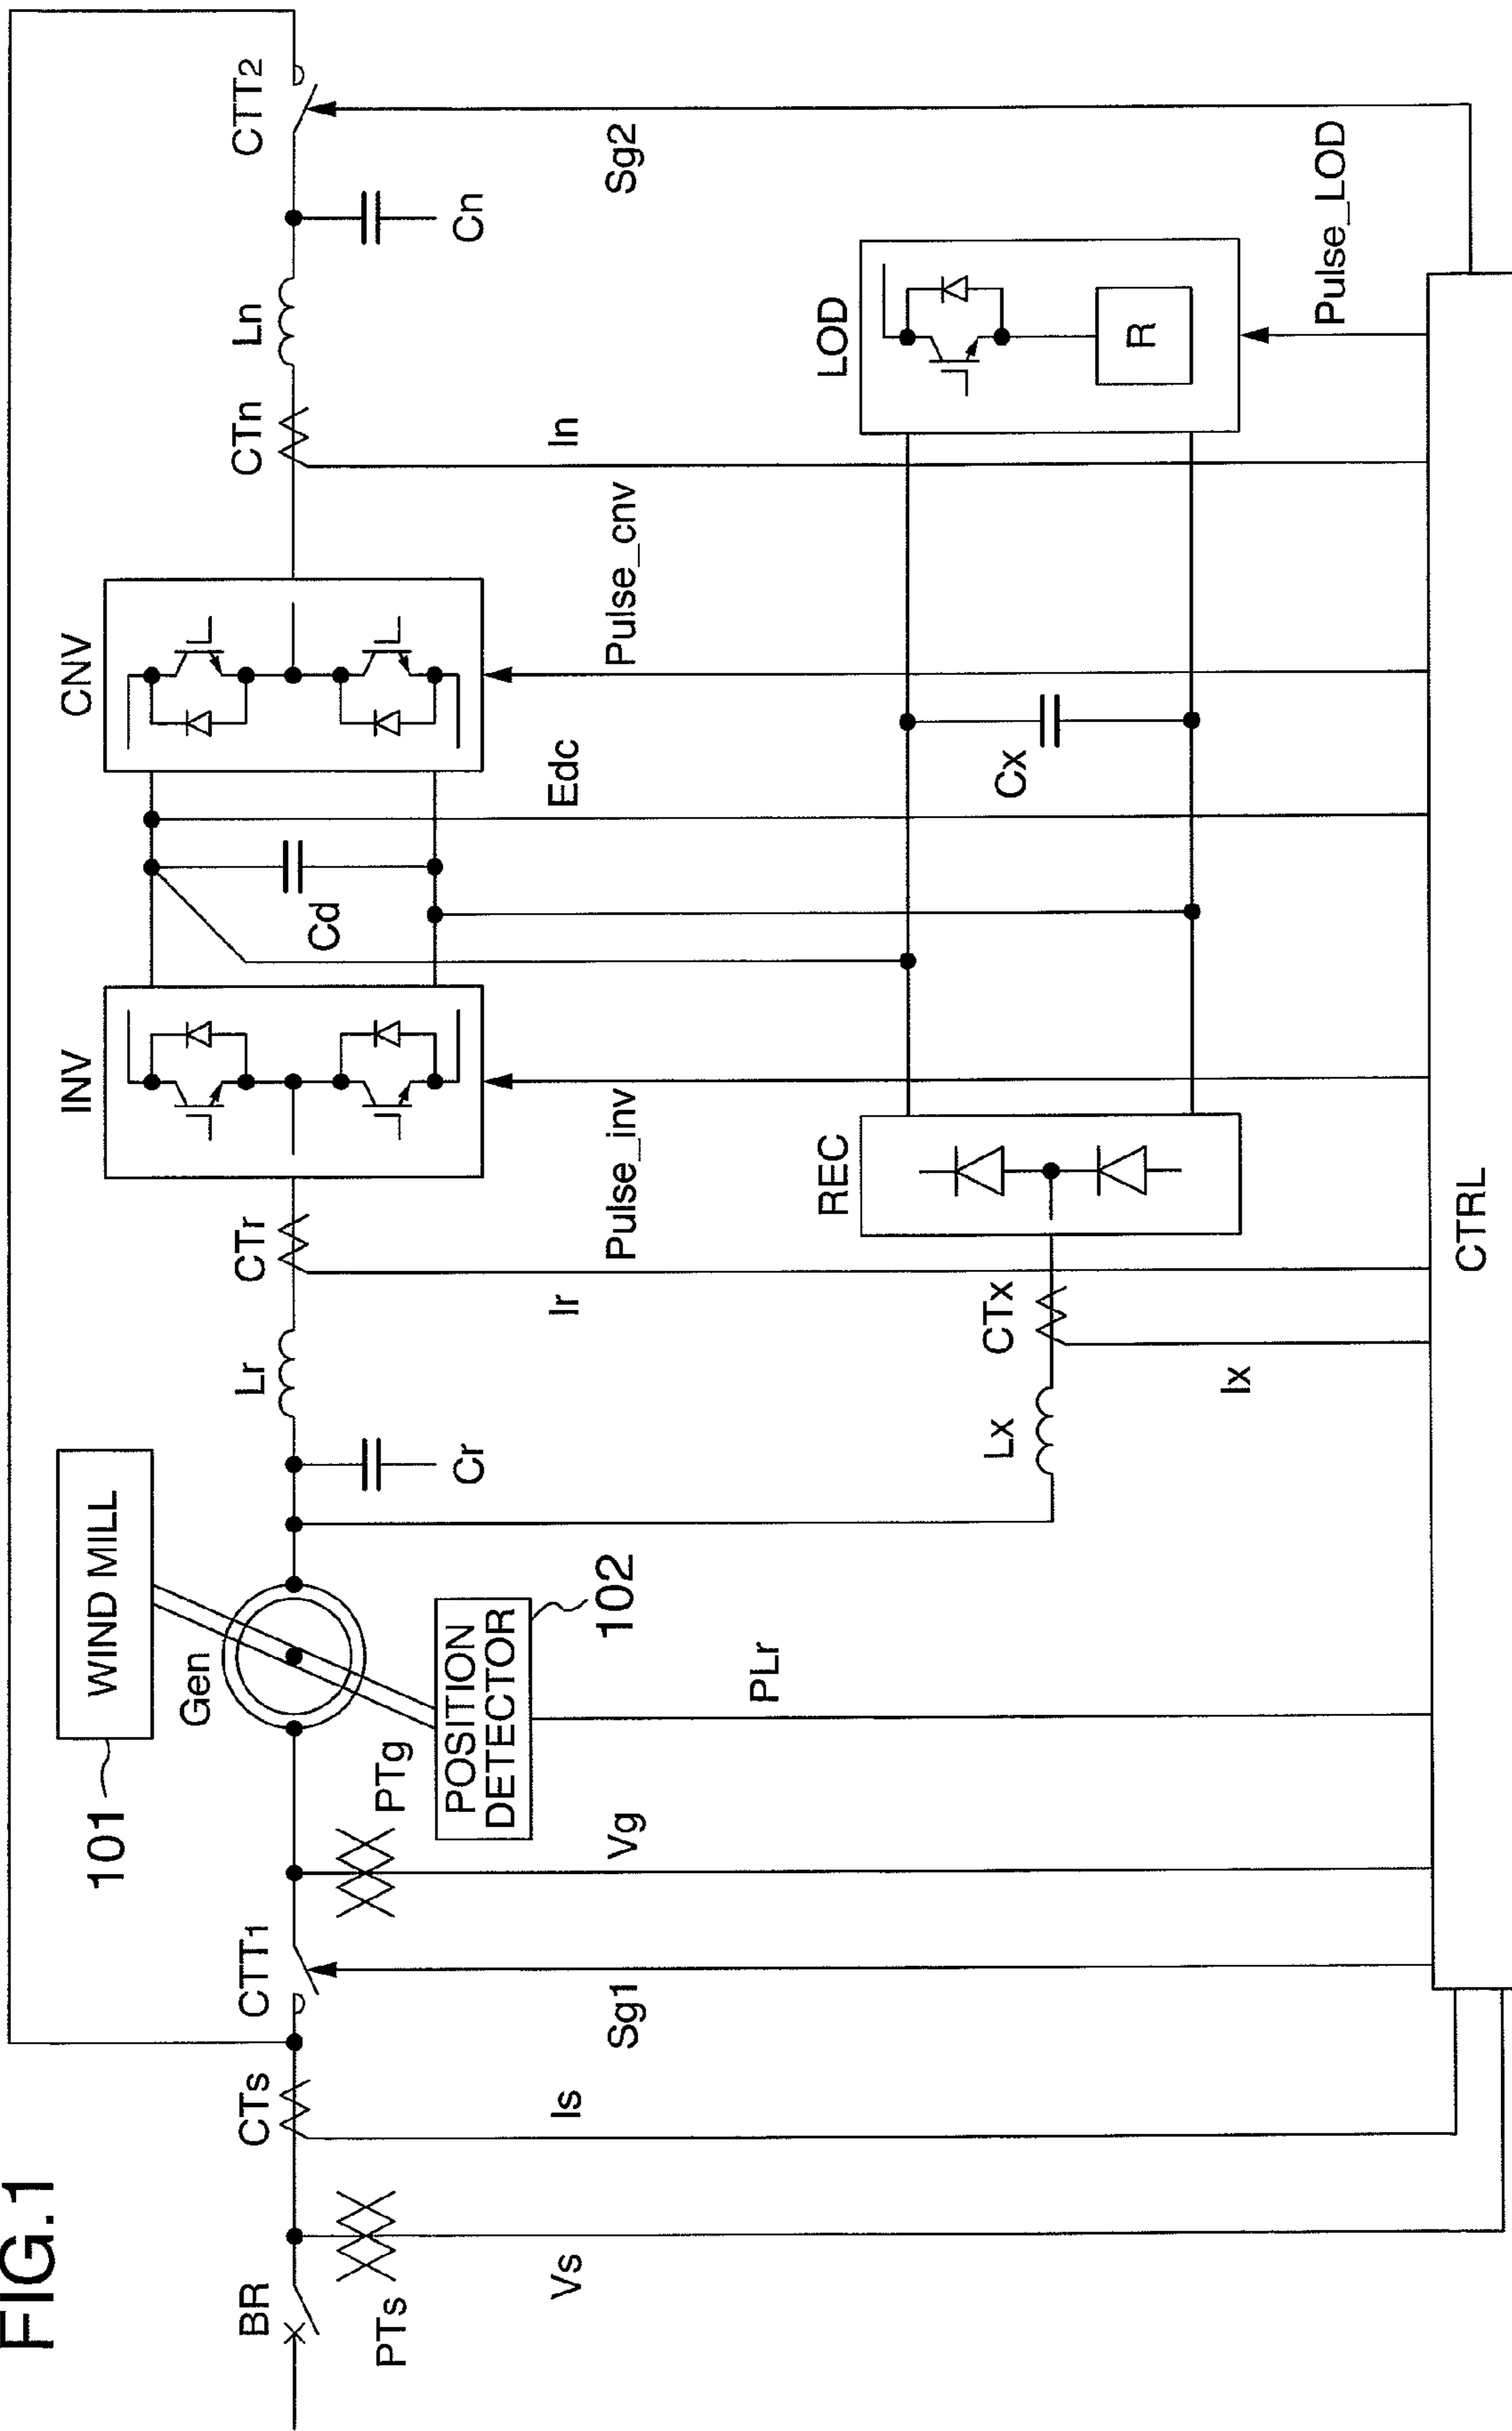 FIG.1
101
WIND MILL
INV
CNV
BR
CTs
CTT1
Gen
Lr
CTr
CTn
Ln
CTT2
Cd
PTs
PTg
POSITION
DETECTOR
102
Cr
Cn
Vs
Is
Sg1
Vg
Ir
Pulse_inv
Edc
Pulse_cnv
In
Sg2
PLr
REC
LOD
Lx
CTx
Cx
R
Ix
Pulse_LOD
CTRL